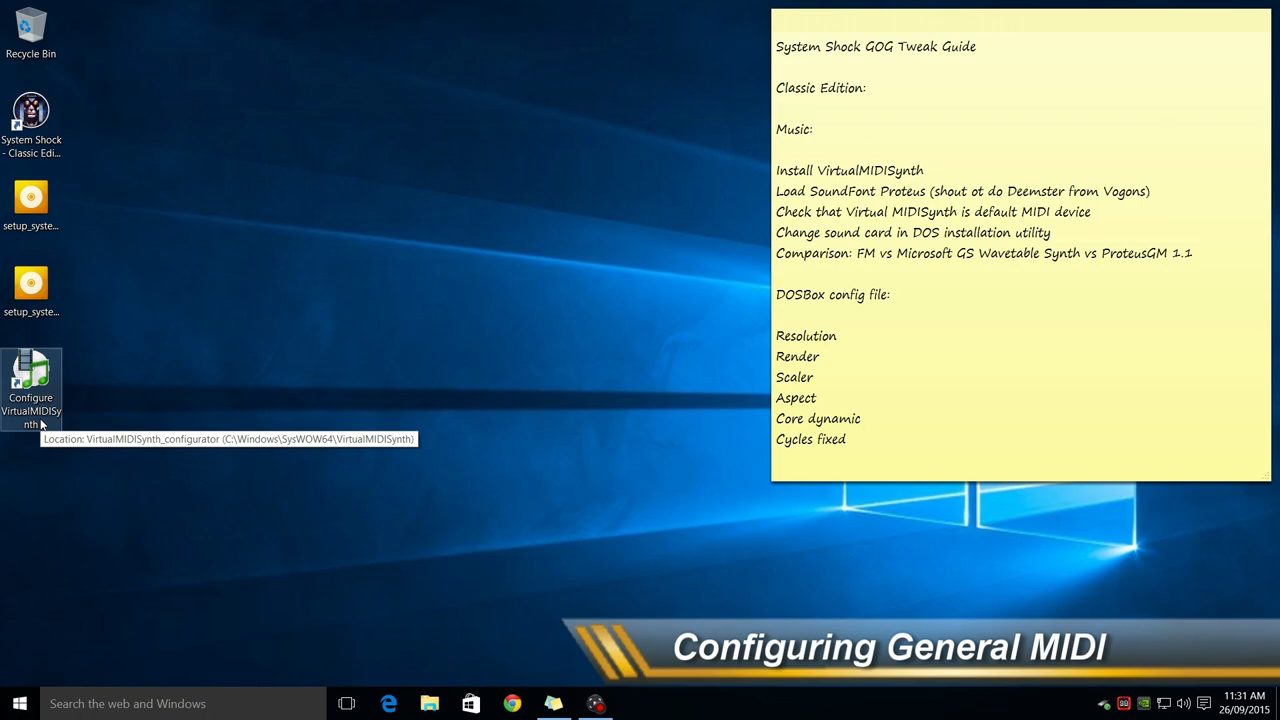 Recycle Bin
System Shock
- Classic Edi...
setup_syste...
setup_syste...
Configure
VirtualMIDISy
nth
Location: VirtualMIDISynth_configurator (C:\Windows\SysWOW64\VirtualMIDISynth)
System Shock GOG Tweak Guide
Classic Edition:
Music:
Install VirtualMIDISynth
Load SoundFont Proteus (shout ot do Deemster from Vogons)
Check that Virtual MIDISynth is default MIDI device
Change sound card in DOS installation utility
Comparison: FM vs Microsoft GS Wavetable Synth vs ProteusGM 1.1
DOSBox config file:
Resolution
Render
Scaler
Aspect
Core dynamic
Cycles fixed
Configuring General MIDI
Search the web and Windows
11:31 AM
26/09/2015